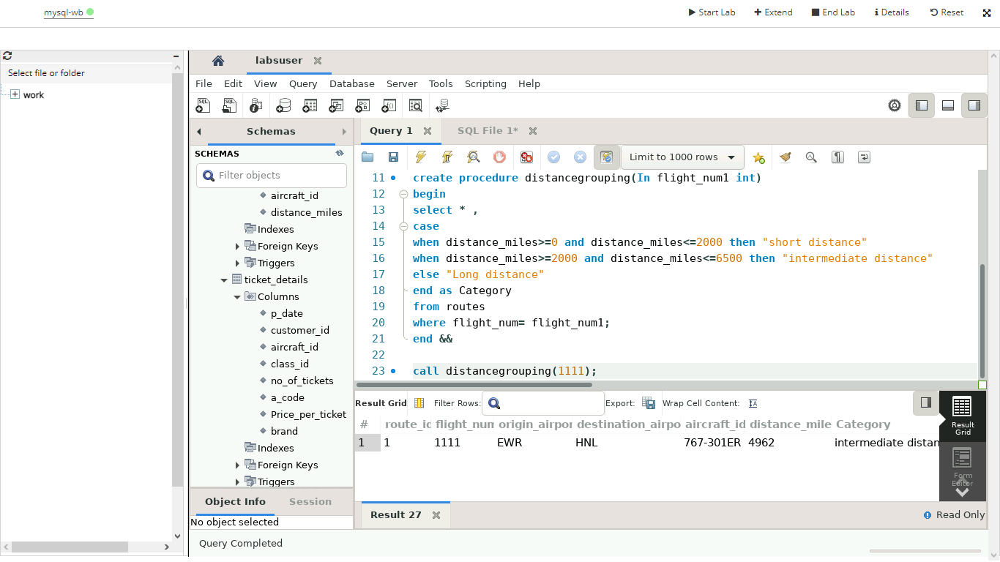 mysql-wb
Start Lab Extend End Lab Details Reset
Select file or folder
work
labsuser
File Edit View Query Database Server Tools Scripting Help
Schemas
SCHEMAS
Filter objects
aircraft_id
distance_miles
Indexes
Foreign Keys
Triggers
ticket_details
Columns
p_date
customer_id
aircraft_id
class_id
no_of_tickets
a_code
Price_per_ticket
brand
Indexes
Foreign Keys
Triggers
Object Info Session
No object selected
Query 1 SQL File 1*
Limit to 1000 rows
11 create procedure distancegrouping(In flight_num1 int)
12 begin
13 select * ,
14 case
15 when distance_miles>=0 and distance_miles<=2000 then "short distance"
16 when distance_miles>=2000 and distance_miles<=6500 then "intermediate distance"
17 else "Long distance"
18 end as Category
19 from routes
20 where flight_num= flight_num1;
21 end &&
22
23 call distancegrouping(1111);
Result Grid Filter Rows: Export: Wrap Cell Content:
# route_id flight_nun origin_airpor destination_airpo aircraft_id distance_mile Category
1 1 1111 EWR HNL 767-301ER 4962 intermediate distan
Result Grid
Form Editor
Result 27
Read Only
Query Completed